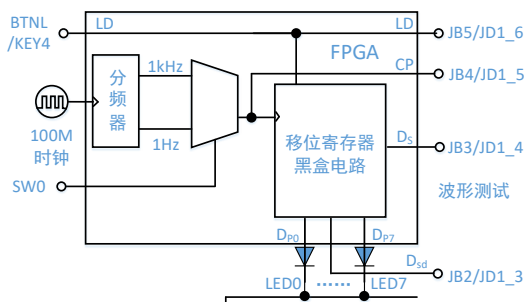 BTNL
/KEY4
LD
LD
JB5/JD1_6
FPGA
分
频
器
1kHz
CP
JB4/JD1_5
100M
时钟
1Hz
移位寄存器
黑盒电路
DS
JB3/JD1_4
SW0
波形测试
DP0
DP7
Dsd
LED0
······
LED7
JB2/JD1_3